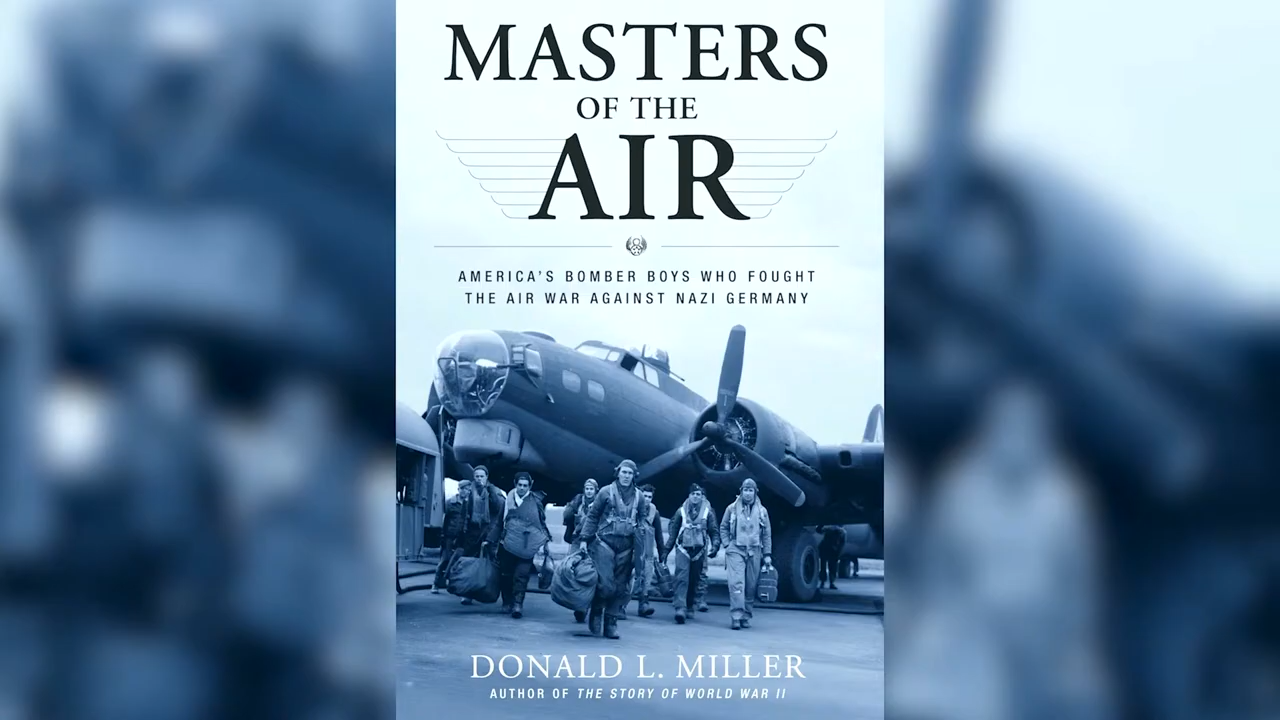 MASTERS
OF THE
AIR
AMERICA'S BOMBER BOYS WHO FOUGHT
THE AIR WAR AGAINST NAZI GERMANY
DONALD L. MILLER
AUTHOR OF THE STORY OF WORLD WAR II